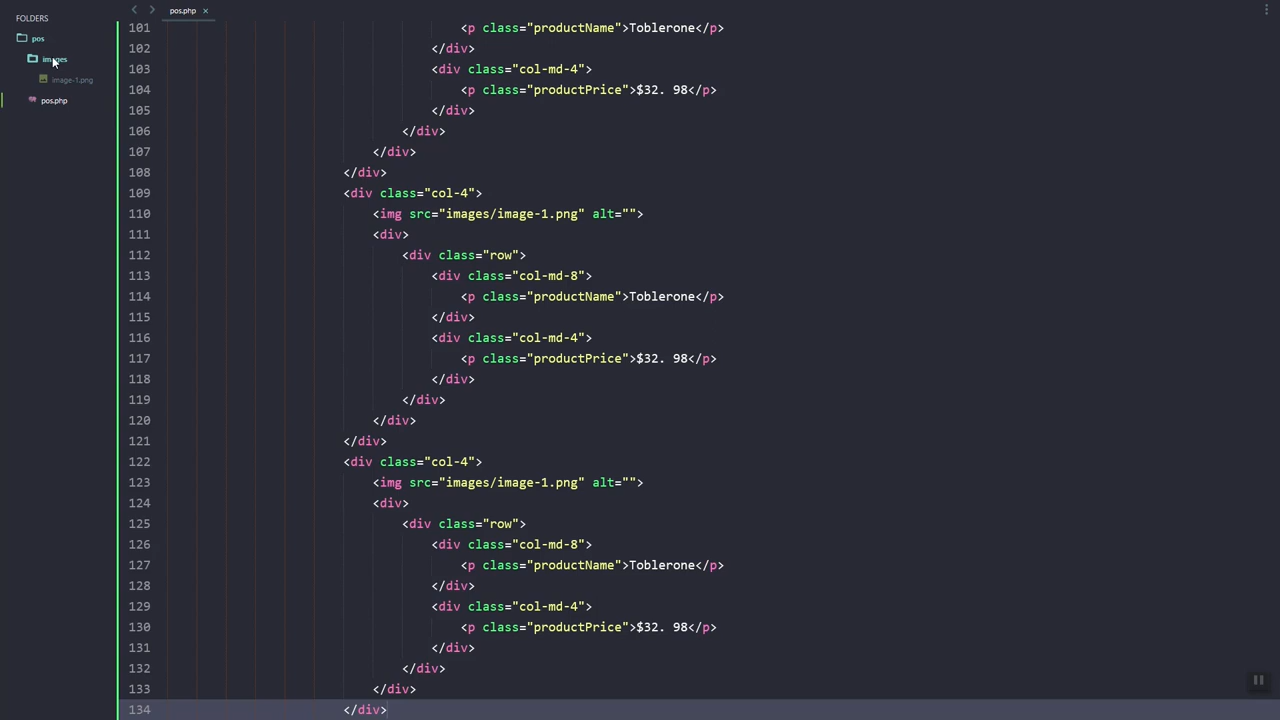 FOLDERS
pos
images
image-1.png
pos.php
pos.php ×
101 <p class="productName">Toblerone</p>
102 </div>
103 <div class="col-md-4">
104 <p class="productPrice">$32. 98</p>
105 </div>
106 </div>
107 </div>
108 </div>
109 <div class="col-4">
110 <img src="images/image-1.png" alt="">
111 <div>
112 <div class="row">
113 <div class="col-md-8">
114 <p class="productName">Toblerone</p>
115 </div>
116 <div class="col-md-4">
117 <p class="productPrice">$32. 98</p>
118 </div>
119 </div>
120 </div>
121 </div>
122 <div class="col-4">
123 <img src="images/image-1.png" alt="">
124 <div>
125 <div class="row">
126 <div class="col-md-8">
127 <p class="productName">Toblerone</p>
128 </div>
129 <div class="col-md-4">
130 <p class="productPrice">$32. 98</p>
131 </div>
132 </div>
133 </div>
134 </div>